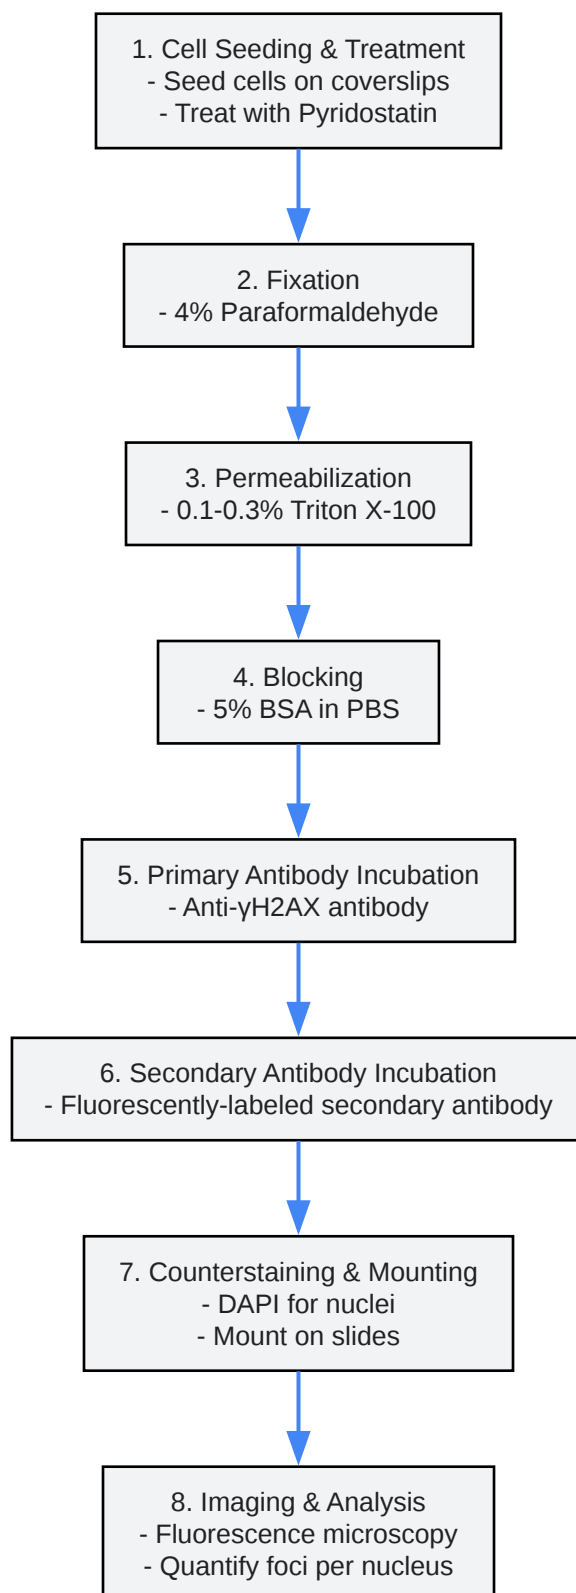 1. Cell Seeding & Treatment
- Seed cells on coverslips
- Treat with Pyridostatin
2. Fixation
- 4% Paraformaldehyde
3. Permeabilization
- 0.1-0.3% Triton X-100
4. Blocking
- 5% BSA in PBS
5. Primary Antibody Incubation
- Anti-γH2AX antibody
6. Secondary Antibody Incubation
- Fluorescently-labeled secondary antibody
7. Counterstaining & Mounting
- DAPI for nuclei
- Mount on slides
8. Imaging & Analysis
- Fluorescence microscopy
- Quantify foci per nucleus